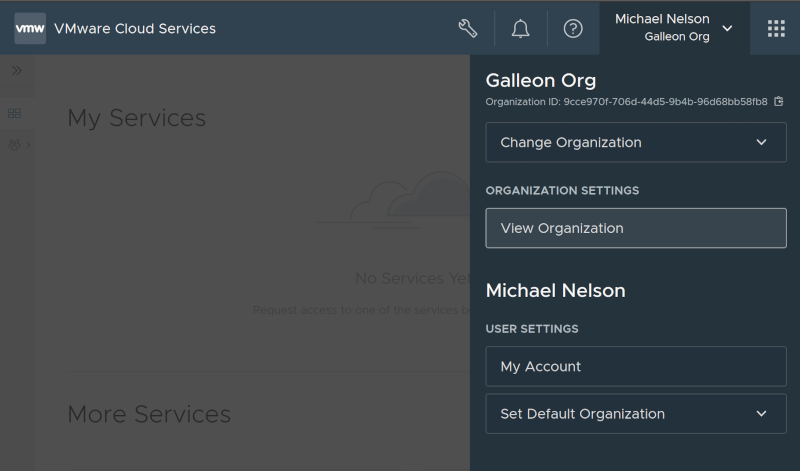 vmw VMware Cloud Services
Michael Nelson
Galleon Org
My Services
No Services Yet
Request access to one of the services
More Services
Galleon Org
Organization ID: 9cce970f-706d-44d5-9b4b-96d68bb58fb8
Change Organization
ORGANIZATION SETTINGS
View Organization
Michael Nelson
USER SETTINGS
My Account
Set Default Organization